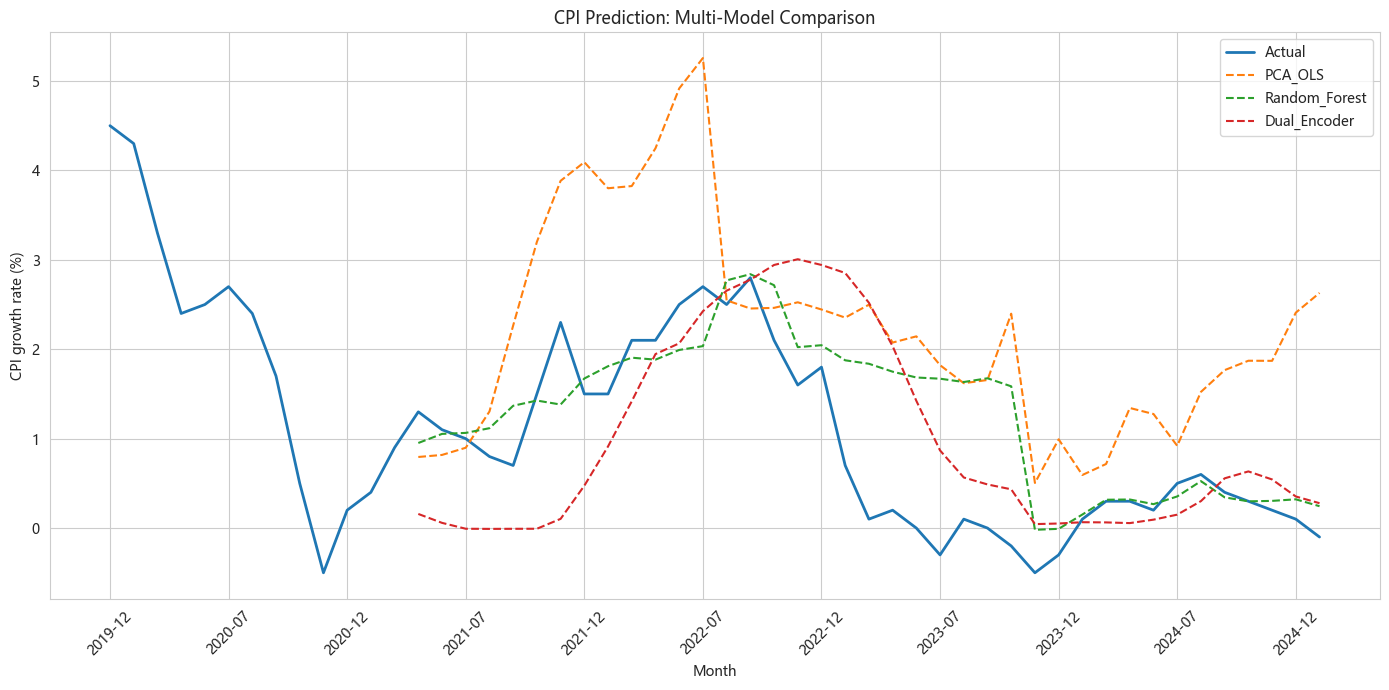 CPI Prediction: Multi-Model Comparison
Actual
PCA_OLS
Random_Forest
Dual_Encoder
CPI growth rate (%)
5
4
3
2
1
0
2019-12
2020-07
2020-12
2021-07
2021-12
2022-07
2022-12
2023-07
2023-12
2024-07
2024-12
Month